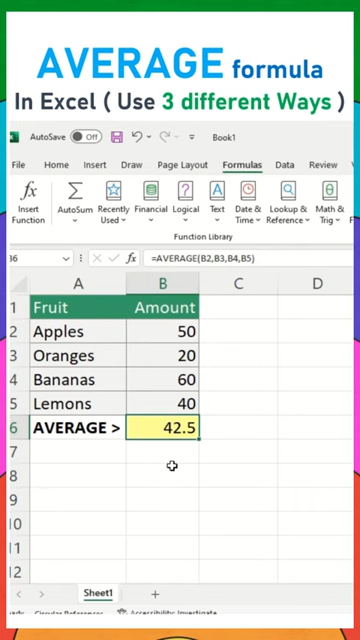 AVERAGE formula
In Excel ( Use 3 different Ways )
AutoSave Off Book1
File Home Insert Draw Page Layout Formulas Data Review
Insert Function AutoSum Recently Used Financial Logical Text Date & Time Lookup & Reference Math & Trig
Function Library
B6 fx =AVERAGE(B2,B3,B4,B5)
A B C D
1 Fruit Amount
2 Apples 50
3 Oranges 20
4 Bananas 60
5 Lemons 40
6 AVERAGE > 42.5
7
8
9
10
11
12
Sheet1
Circular References Accessibility: Investigate